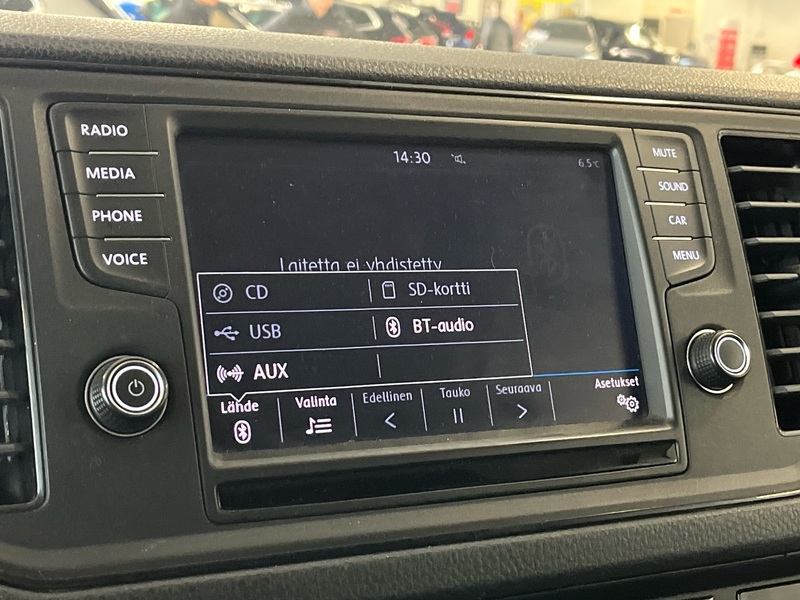 RADIO
MEDIA
PHONE
VOICE
14:30
6.5°C
Laitetta ei yhdistetty
CD
SD-kortti
USB
BT-audio
AUX
Lähde
Valinta
Edellinen
Tauko
Seuraava
Asetukset
MUTE
SOUND
CAR
MENU